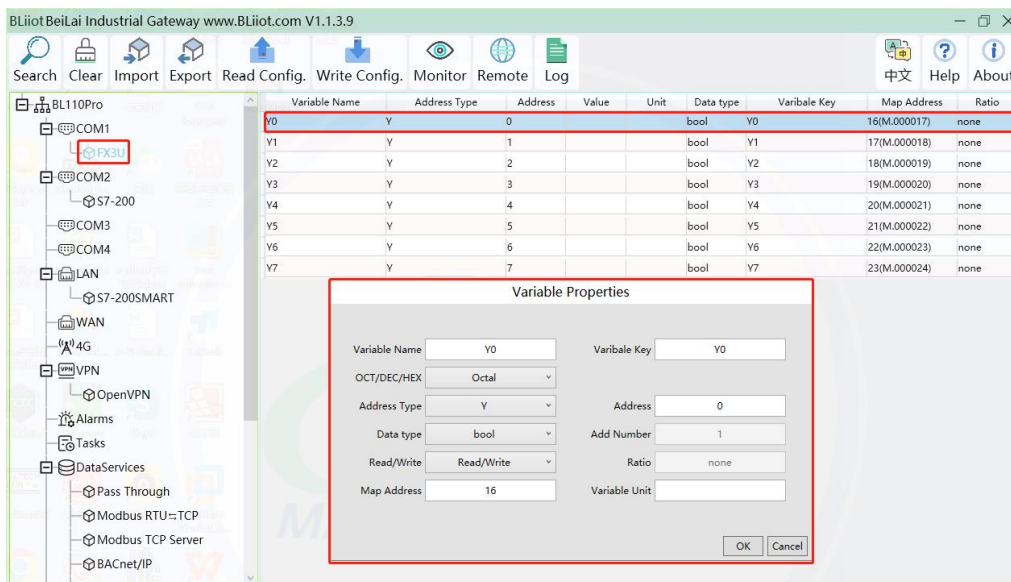 BLiiot BeiLai Industrial Gateway www.BLiiot.com V1.1.3.9
Search Clear Import Export Read Config. Write Config. Monitor Remote Log 中文 Help About
BL110Pro
COM1
FX3U
COM2
S7-200
COM3
COM4
LAN
S7-200SMART
WAN
4G
VPN
OpenVPN
Alarms
Tasks
DataServices
Pass Through
Modbus RTU⇆TCP
Modbus TCP Server
BACnet/IP
Variable Name Address Type Address Value Unit Data type Varibale Key Map Address Ratio
Y0 Y 0 bool Y0 16(M.000017) none
Y1 Y 1 bool Y1 17(M.000018) none
Y2 Y 2 bool Y2 18(M.000019) none
Y3 Y 3 bool Y3 19(M.000020) none
Y4 Y 4 bool Y4 20(M.000021) none
Y5 Y 5 bool Y5 21(M.000022) none
Y6 Y 6 bool Y6 22(M.000023) none
Y7 Y 7 bool Y7 23(M.000024) none
Variable Properties
Variable Name Y0 Varibale Key Y0
OCT/DEC/HEX Octal
Address Type Y Address 0
Data type bool Add Number 1
Read/Write Read/Write Ratio none
Map Address 16 Variable Unit
OK Cancel